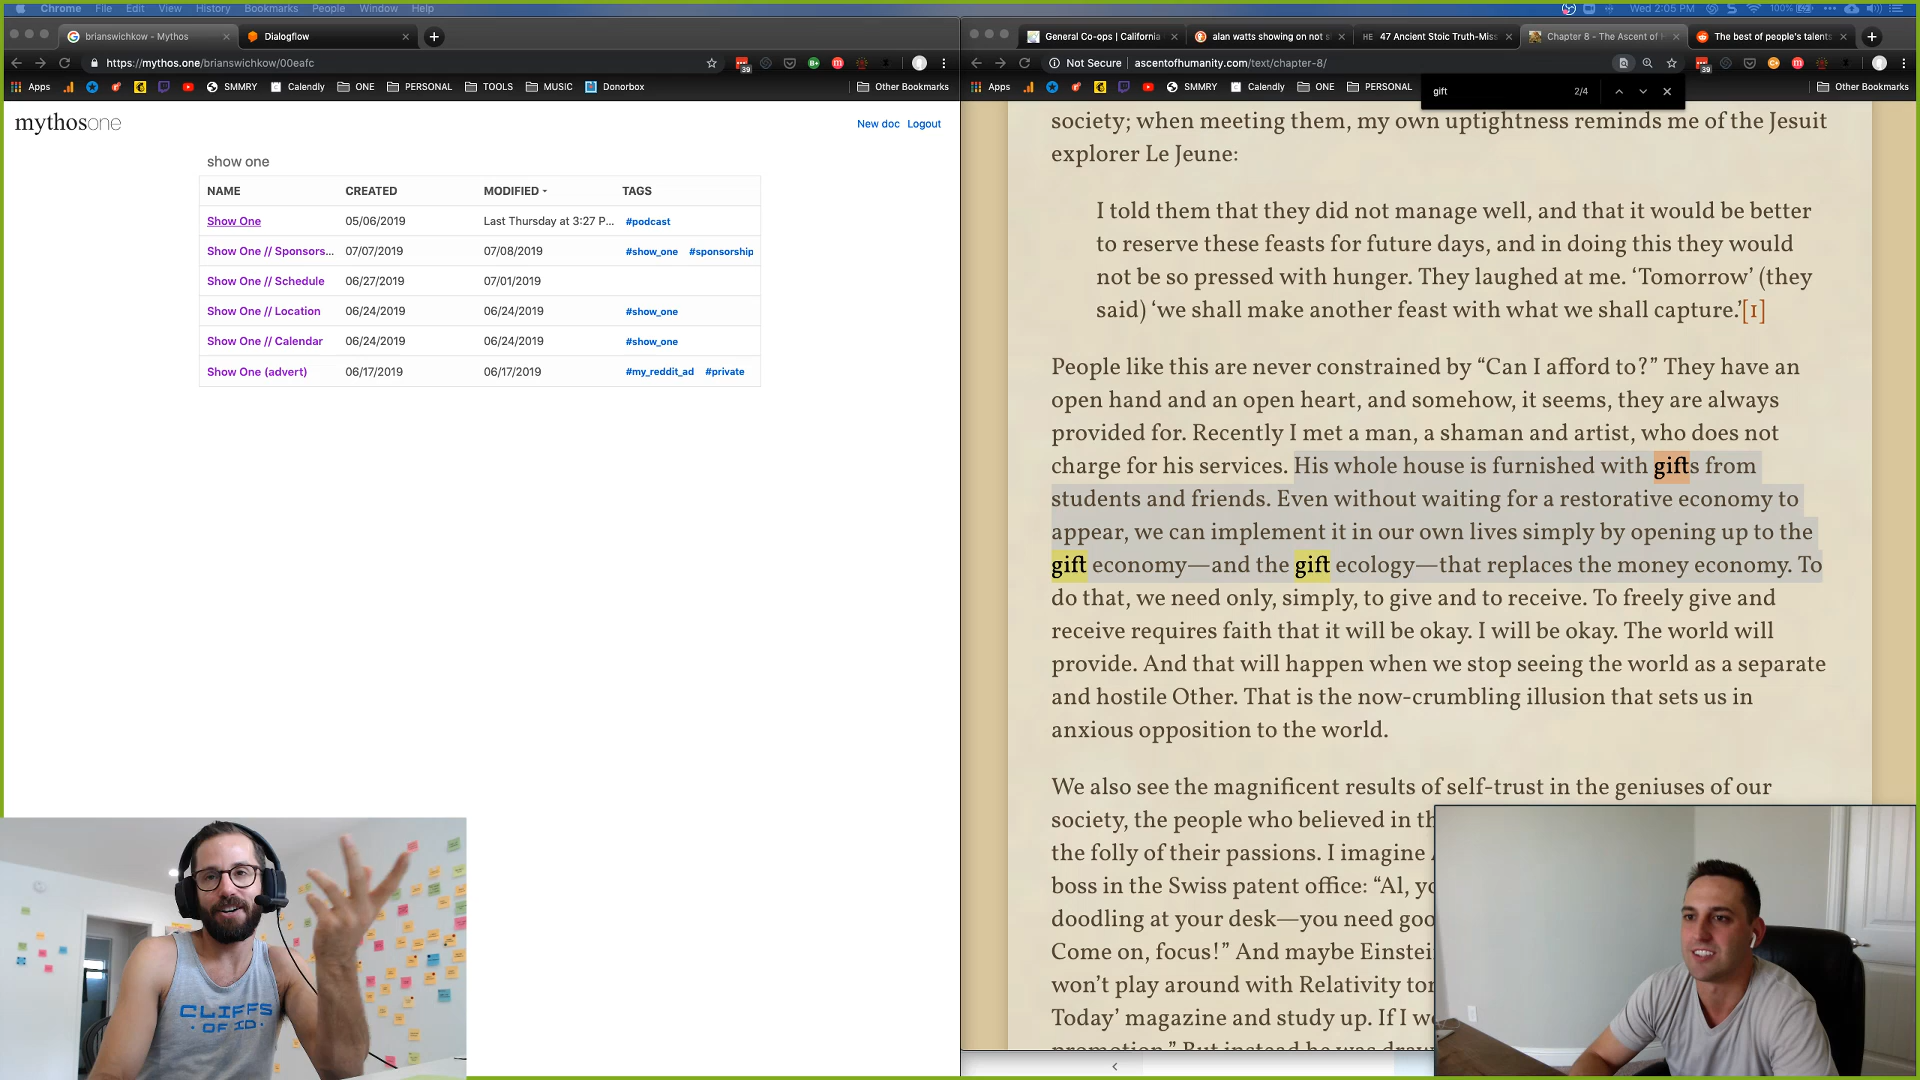 Chrome File Edit View History Bookmarks People Window Help
100% Wed 2:05 PM
brianswichkow - Mythos
Dialogflow
https://mythos.one/brianswichkow/00eafc
39
Apps SMMRY Calendly ONE PERSONAL TOOLS MUSIC Donorbox Other Bookmarks
mythosone
New doc Logout
show one
NAME CREATED MODIFIED TAGS
Show One 05/06/2019 Last Thursday at 3:27 P... #podcast
Show One // Sponsors... 07/07/2019 07/08/2019 #show_one #sponsorship
Show One // Schedule 06/27/2019 07/01/2019
Show One // Location 06/24/2019 06/24/2019 #show_one
Show One // Calendar 06/24/2019 06/24/2019 #show_one
Show One (advert) 06/17/2019 06/17/2019 #my_reddit_ad #private
CLIFFS
OF
General Co-ops | California
alan watts showing on not s
HE 47 Ancient Stoic Truth-Miss
Chapter 8 - The Ascent of H
The best of people's talents
Not Secure ascentofhumanity.com/text/chapter-8/
39
Apps SMMRY Calendly ONE PERSONAL Other Bookmarks
gift 2/4
society; when meeting them, my own uptightness reminds me of the Jesuit
explorer Le Jeune:
I told them that they did not manage well, and that it would be better
to reserve these feasts for future days, and in doing this they would
not be so pressed with hunger. They laughed at me. ‘Tomorrow’ (they
said) ‘we shall make another feast with what we shall capture.’[1]
People like this are never constrained by “Can I afford to?” They have an
open hand and an open heart, and somehow, it seems, they are always
provided for. Recently I met a man, a shaman and artist, who does not
charge for his services. His whole house is furnished with gifts from
students and friends. Even without waiting for a restorative economy to
appear, we can implement it in our own lives simply by opening up to the
gift economy—and the gift ecology—that replaces the money economy. To
do that, we need only, simply, to give and to receive. To freely give and
receive requires faith that it will be okay. I will be okay. The world will
provide. And that will happen when we stop seeing the world as a separate
and hostile Other. That is the now-crumbling illusion that sets us in
anxious opposition to the world.
We also see the magnificent results of self-trust in the geniuses of our
society, the people who believed in th
the folly of their passions. I imagine
boss in the Swiss patent office: “Al, yo
doodling at your desk—you need goo
Come on, focus!” And maybe Einstei
won’t play around with Relativity tor
Today’ magazine and study up. If I w
promotion.” But instead he was draw